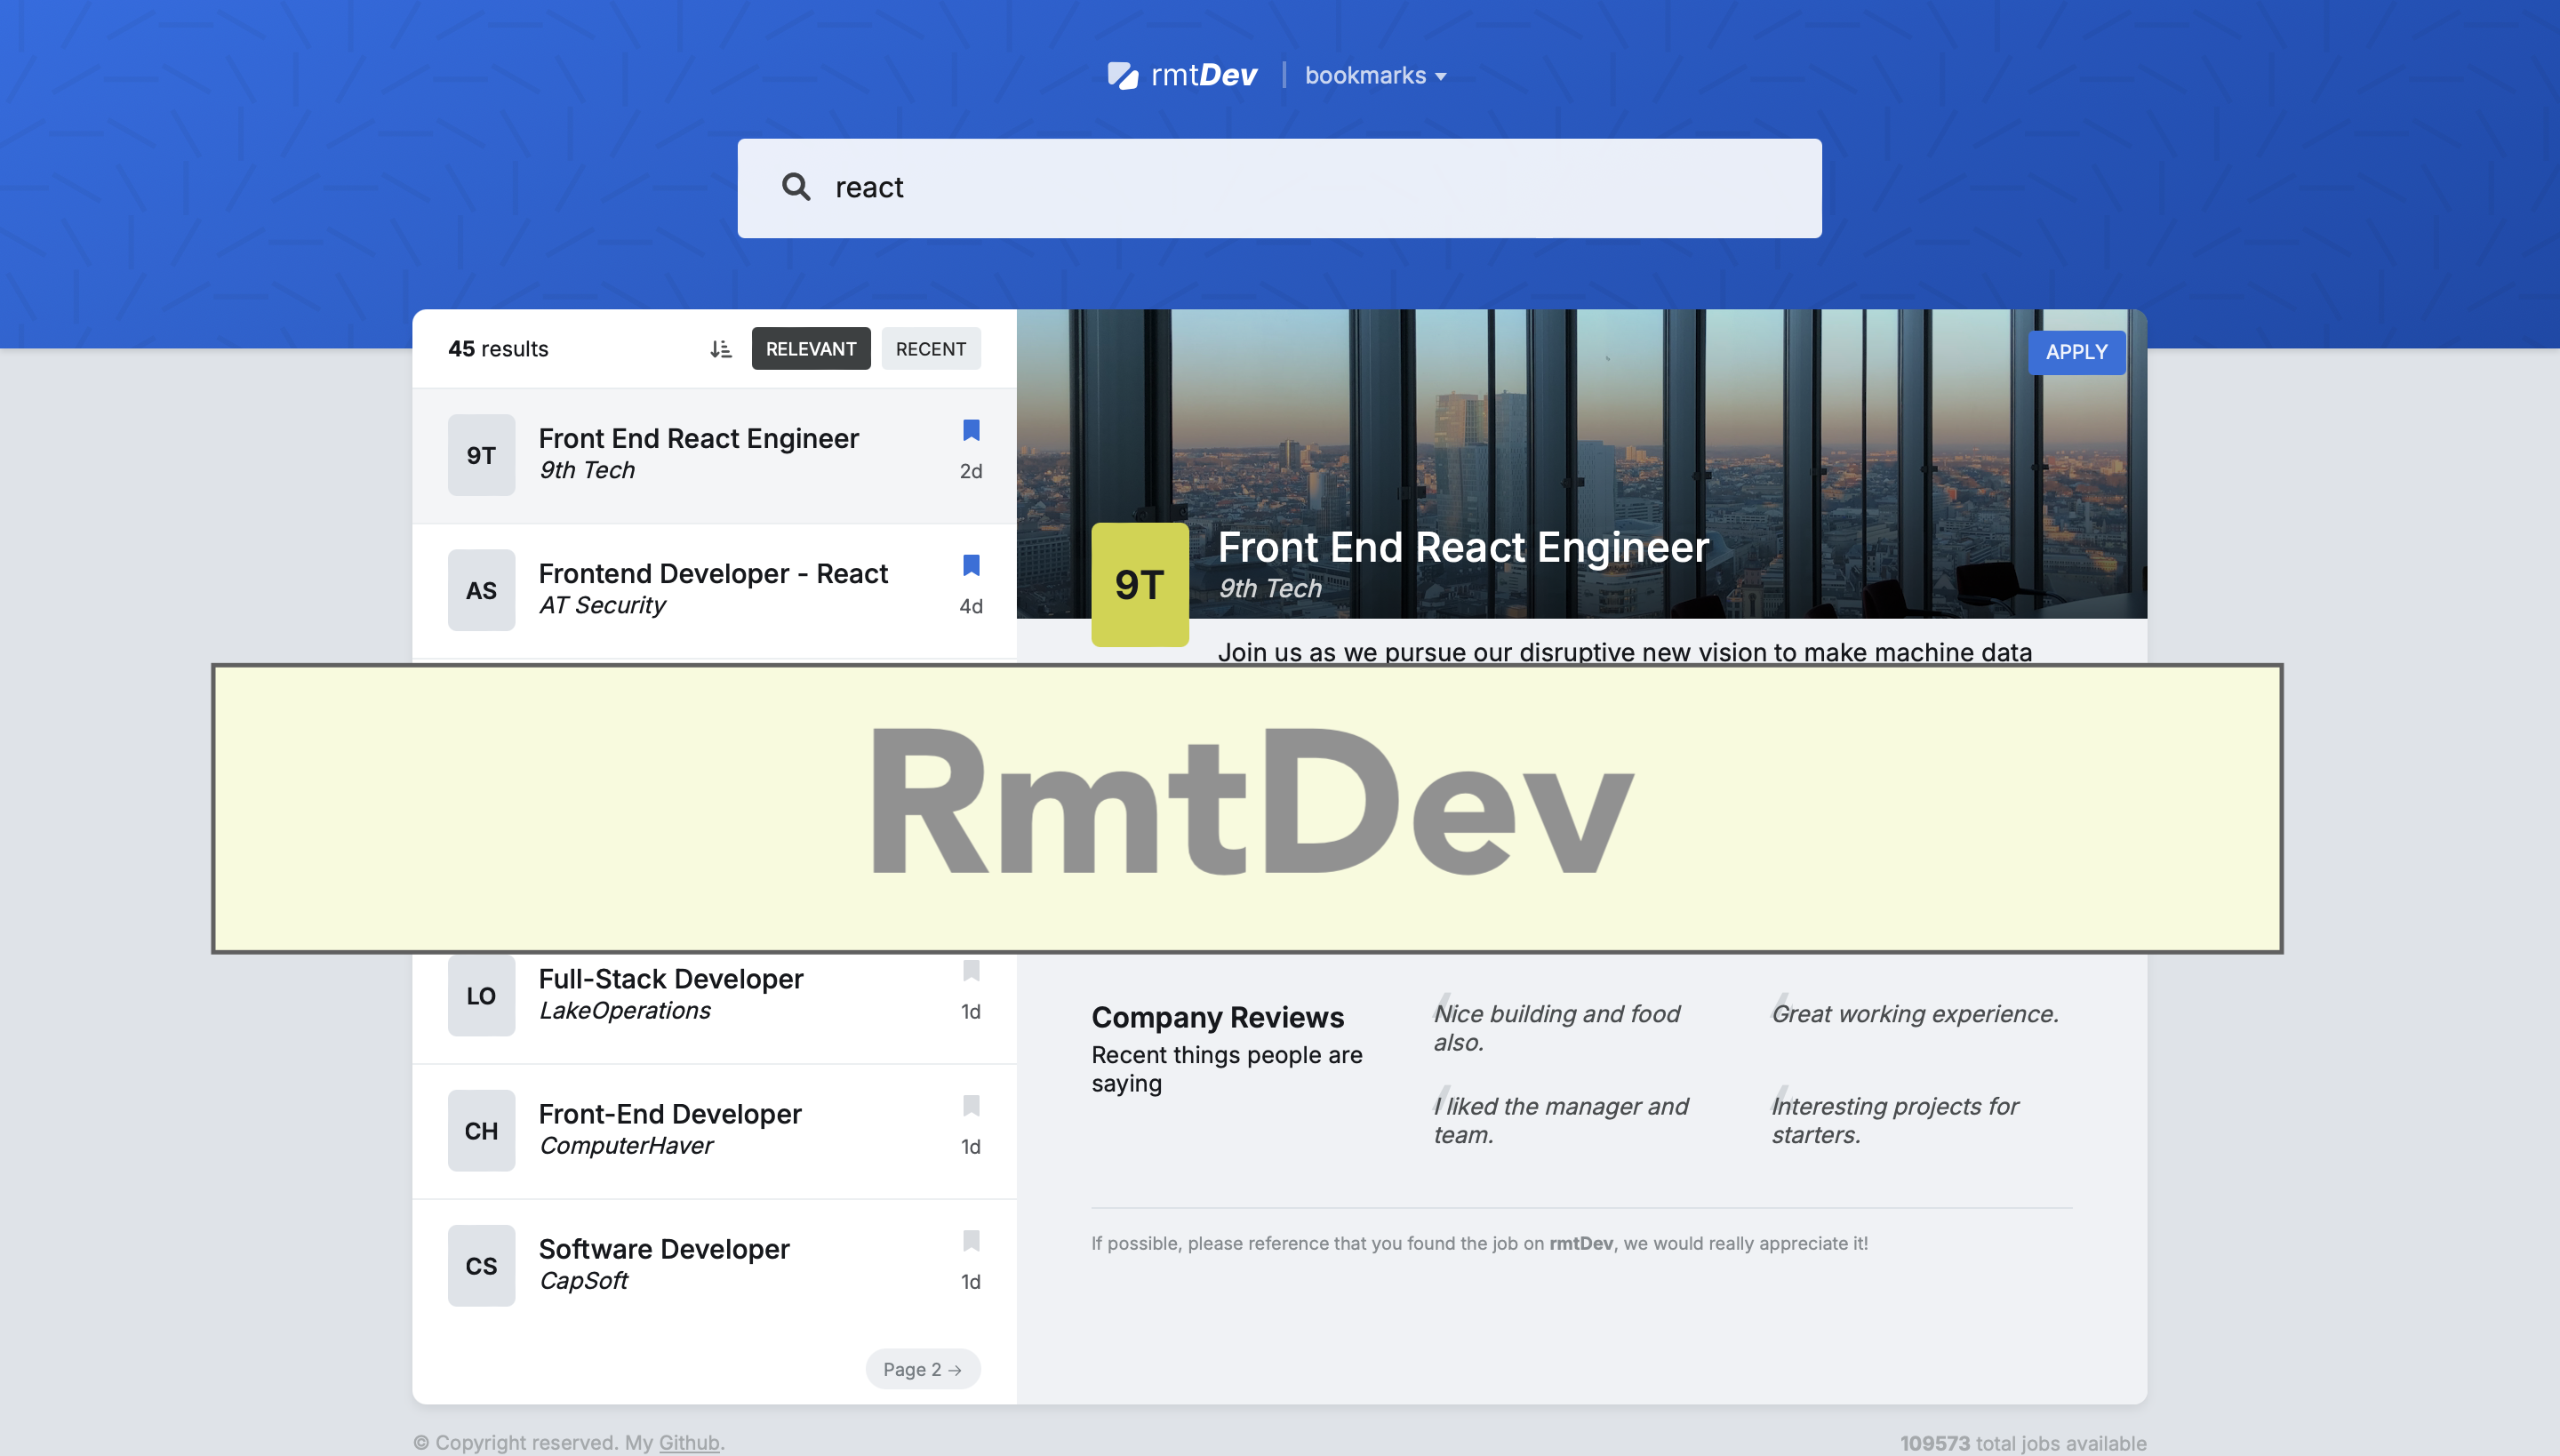 rmtDev | bookmarks
react
45 results
RELEVANT RECENT
9T
Front End React Engineer
9th Tech
2d
AS
Frontend Developer - React
AT Security
4d
LO
Full-Stack Developer
LakeOperations
1d
CH
Front-End Developer
ComputerHaver
1d
CS
Software Developer
CapSoft
1d
Page 2 →
APPLY
9T
Front End React Engineer
9th Tech
Join us as we pursue our disruptive new vision to make machine data
RmtDev
Company Reviews
Recent things people are
saying
Nice building and food
also.
Great working experience.
I liked the manager and
team.
Interesting projects for
starters.
If possible, please reference that you found the job on rmtDev, we would really appreciate it!
© Copyright reserved. My Github.
109573 total jobs available